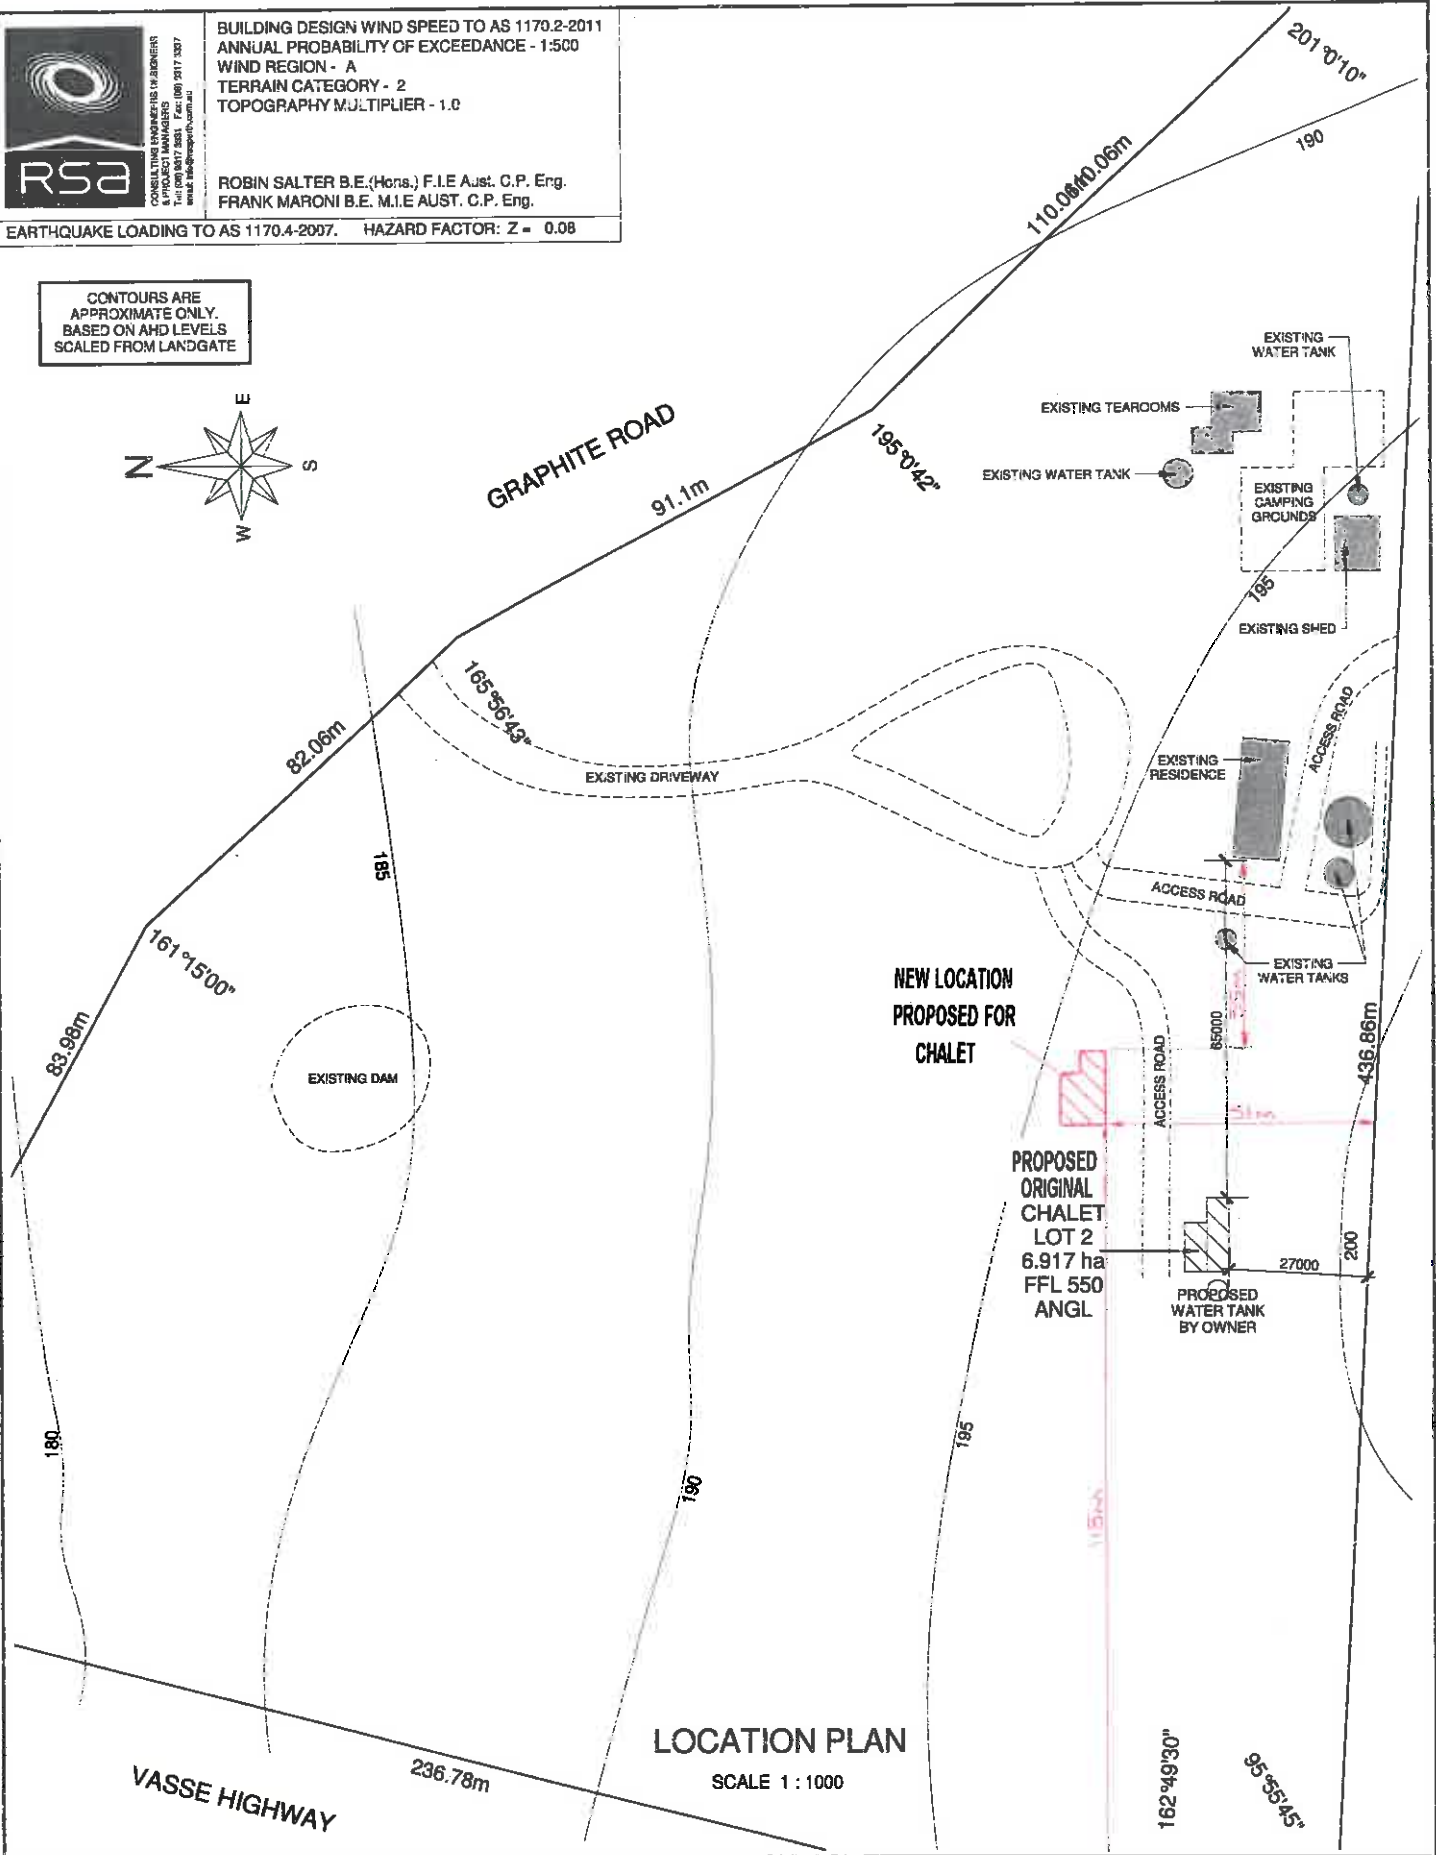 BUILDING DESIGN WIND SPEED TO AS 1170.2-2011
ANNUAL PROBABILITY OF EXCEEDANCE - 1:500
WIND REGION - A
TERRAIN CATEGORY - 2
TOPOGRAPHY MULTIPLIER - 1.0
ROBIN SALTER B.E.(Hons.) F.I.E Aust. C.P. Eng.
FRANK MARONI B.E. M.I.E AUST. C.P. Eng.
RSa
CONSULTING ENGINEERS DESIGNERS
& PROJECT MANAGERS
EARTHQUAKE LOADING TO AS 1170.4-2007. HAZARD FACTOR: Z = 0.08
CONTOURS ARE
APPROXIMATE ONLY.
BASED ON AHD LEVELS
SCALED FROM LANDGATE
N
E
S
W
201°0'10"
190
110.06m
GRAPHITE ROAD
91.1m
195°0'42"
EXISTING
WATER TANK
EXISTING TEAROOMS
EXISTING WATER TANK
EXISTING
CAMPING
GROUNDS
195
EXISTING SHED
165°56'43"
82.06m
EXISTING DRIVEWAY
EXISTING
RESIDENCE
ACCESS ROAD
185
ACCESS ROAD
161°15'00"
83.98m
EXISTING
WATER TANKS
NEW LOCATION
PROPOSED FOR
CHALET
65000
436.86m
EXISTING DAM
ACCESS ROAD
51m
PROPOSED
ORIGINAL
CHALET
LOT 2
6.917 ha
FFL 550
ANGL
27000
200
PROPOSED
WATER TANK
BY OWNER
180
190
195
115m
LOCATION PLAN
SCALE 1 : 1000
VASSE HIGHWAY
236.78m
162°49'30"
95°55'45"